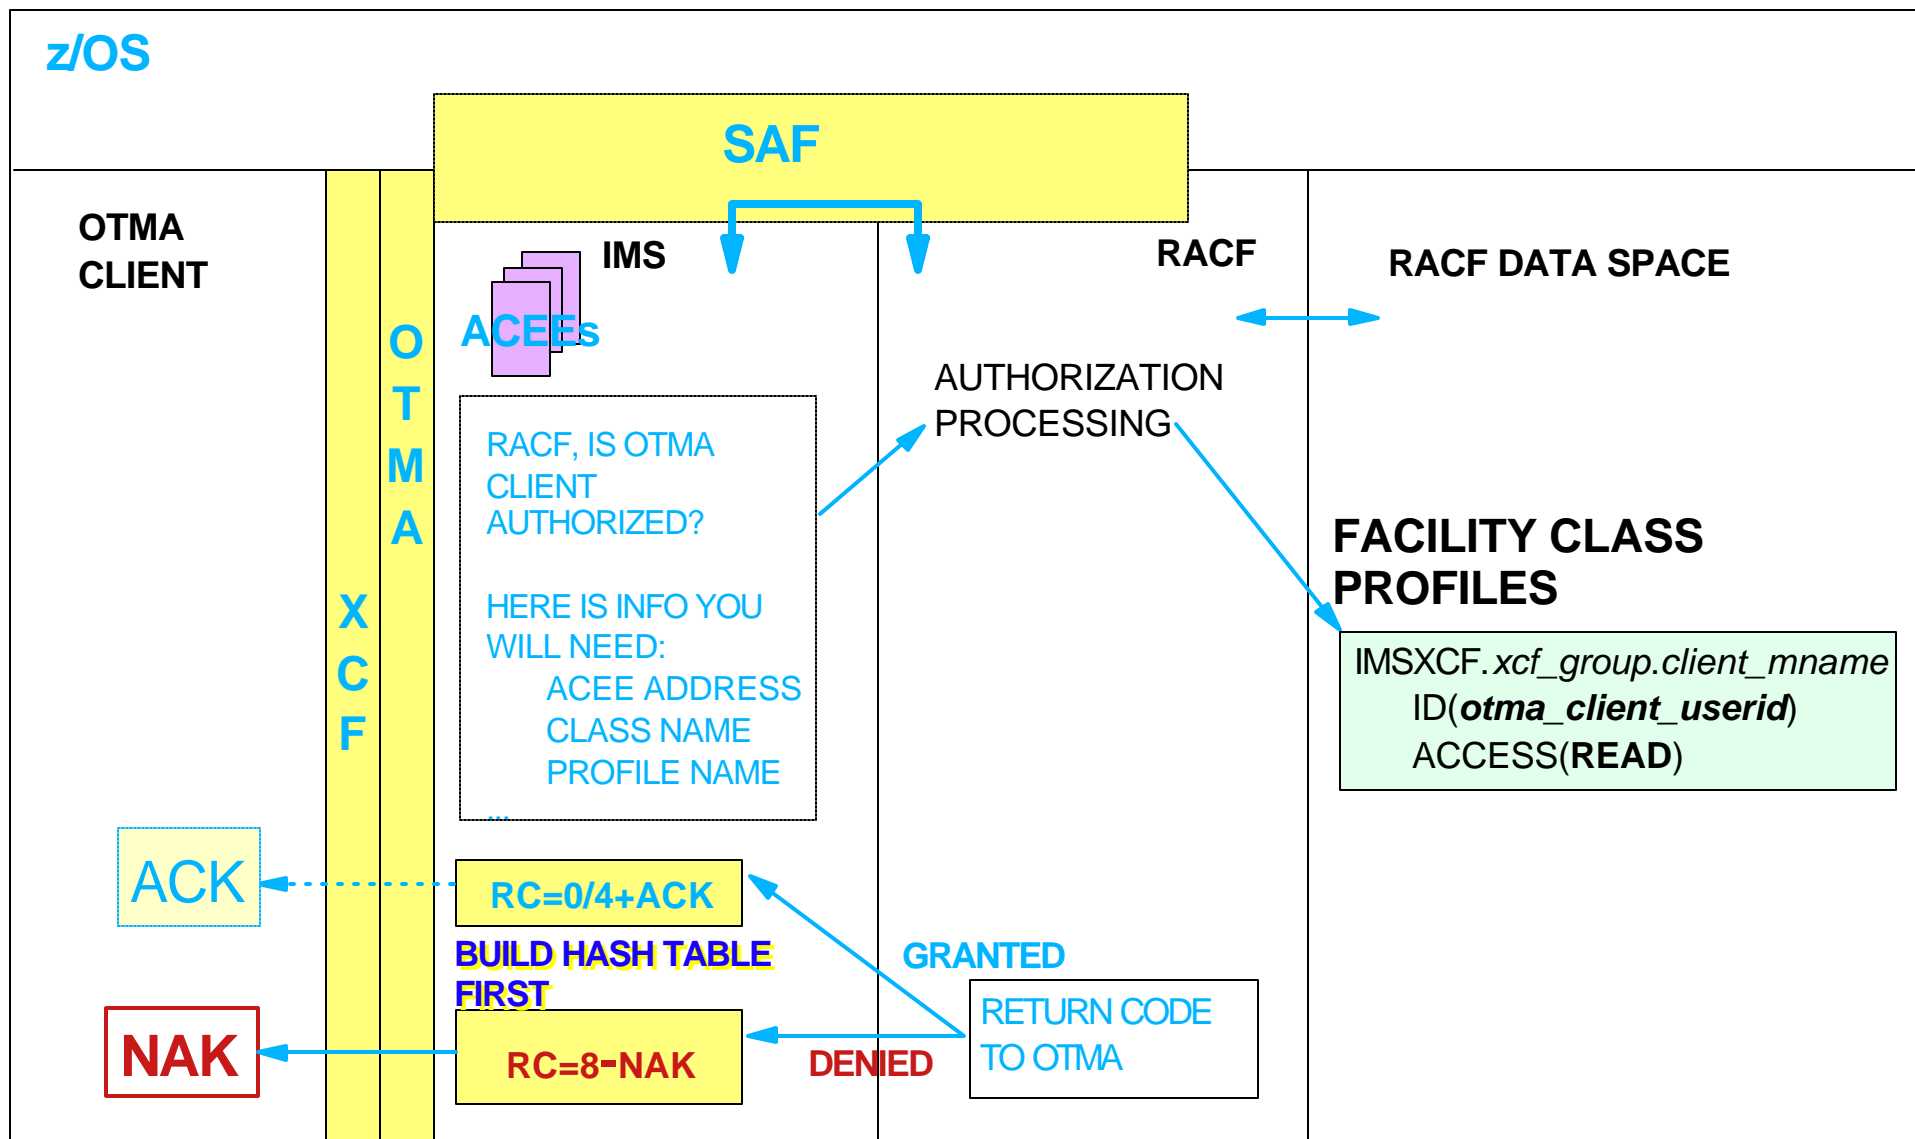 z/OS
SAF
OTMA
CLIENT
IMS
RACF
RACF DATA SPACE
O
T
M
A
X
C
F
ACEEs
RACF, IS OTMA
CLIENT
AUTHORIZED?
HERE IS INFO YOU
WILL NEED:
ACEE ADDRESS
CLASS NAME
PROFILE NAME
...
AUTHORIZATION
PROCESSING
FACILITY CLASS
PROFILES
IMSXCF.xcf_group.client_mname
ID(otma_client_userid)
ACCESS(READ)
ACK
RC=0/4+ACK
BUILD HASH TABLE
FIRST
GRANTED
RETURN CODE
TO OTMA
NAK
RC=8-NAK
DENIED